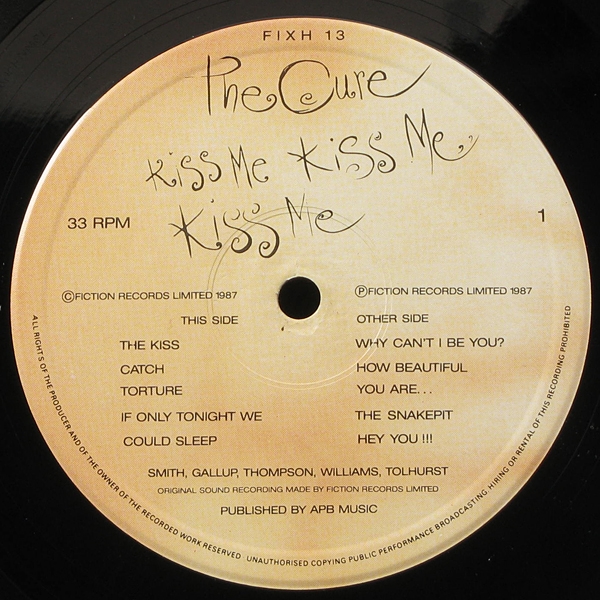 FIXH 13
The Cure
Kiss Me Kiss Me
Kiss Me
33 RPM
1
©FICTION RECORDS LIMITED 1987
℗FICTION RECORDS LIMITED 1987
THIS SIDE
THE KISS
CATCH
TORTURE
IF ONLY TONIGHT WE
COULD SLEEP
OTHER SIDE
WHY CAN'T I BE YOU?
HOW BEAUTIFUL
YOU ARE...
THE SNAKEPIT
HEY YOU !!!
SMITH, GALLUP, THOMPSON, WILLIAMS, TOLHURST
ORIGINAL SOUND RECORDING MADE BY FICTION RECORDS LIMITED
PUBLISHED BY APB MUSIC
ALL RIGHTS OF THE PRODUCER AND OF THE OWNER OF THE RECORDED WORK RESERVED UNAUTHORISED COPYING PUBLIC PERFORMANCE BROADCASTING, HIRING OR RENTAL OF THIS RECORDING PROHIBITED